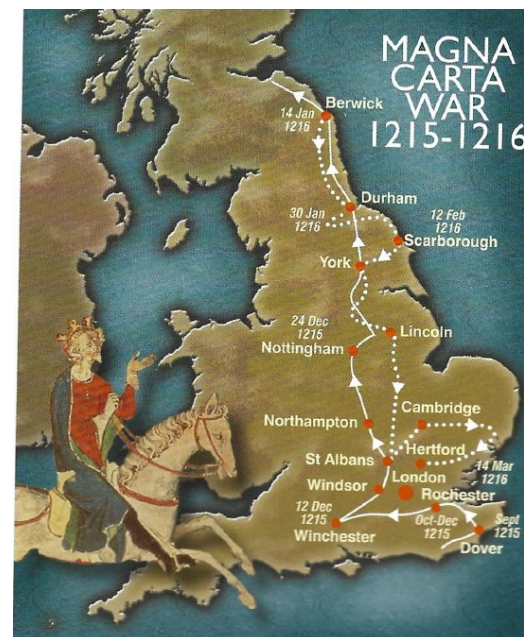 MAGNA
CARTA
WAR
1215-1216
Berwick
14 Jan
1216
Durham
30 Jan
1216
12 Feb
1216
Scarborough
York
24 Dec
1215
Lincoln
Nottingham
Northampton
Cambridge
St Albans
Hertford
14 Mar
1216
London
Windsor
Rochester
12 Dec
1215
Oct-Dec
1215
Sept
1215
Winchester
Dover